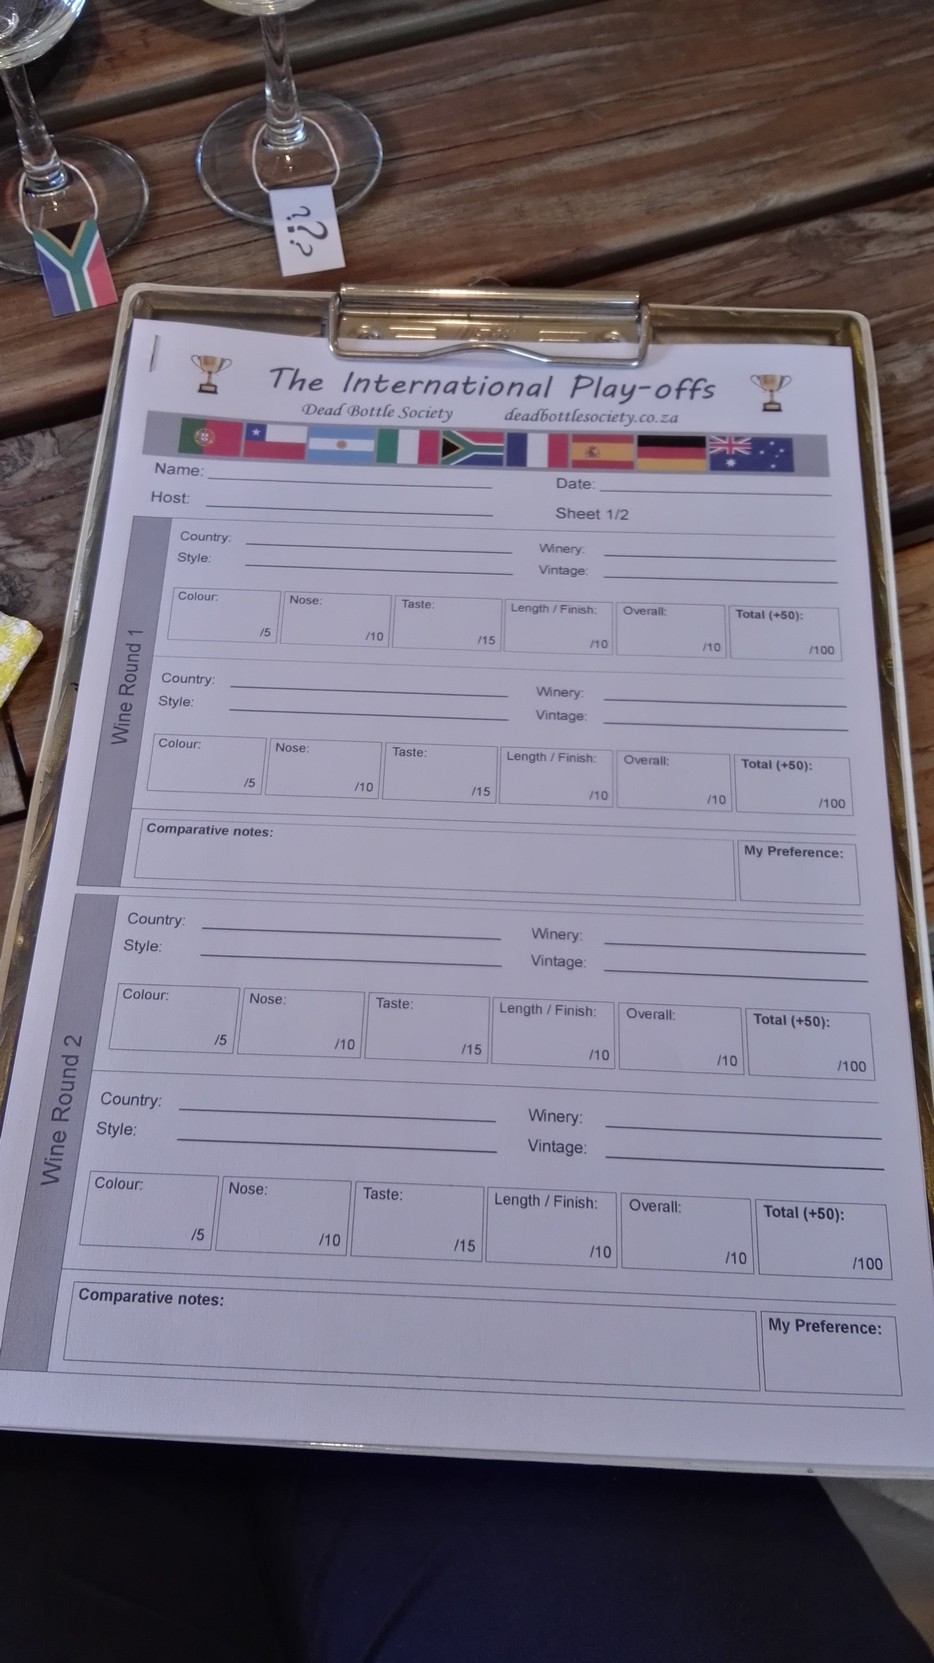 ???
The International Play-offs
Dead Bottle Society deadbottlesociety.co.za
Name: Date:
Host: Sheet 1/2
Wine Round 1
Country: Winery:
Style: Vintage:
Colour: Nose: Taste: Length / Finish: Overall: Total (+50):
/5 /10 /15 /10 /10 /100
Country: Winery:
Style: Vintage:
Colour: Nose: Taste: Length / Finish: Overall: Total (+50):
/5 /10 /15 /10 /10 /100
Comparative notes: My Preference:
Wine Round 2
Country: Winery:
Style: Vintage:
Colour: Nose: Taste: Length / Finish: Overall: Total (+50):
/5 /10 /15 /10 /10 /100
Country: Winery:
Style: Vintage:
Colour: Nose: Taste: Length / Finish: Overall: Total (+50):
/5 /10 /15 /10 /10 /100
Comparative notes: My Preference: